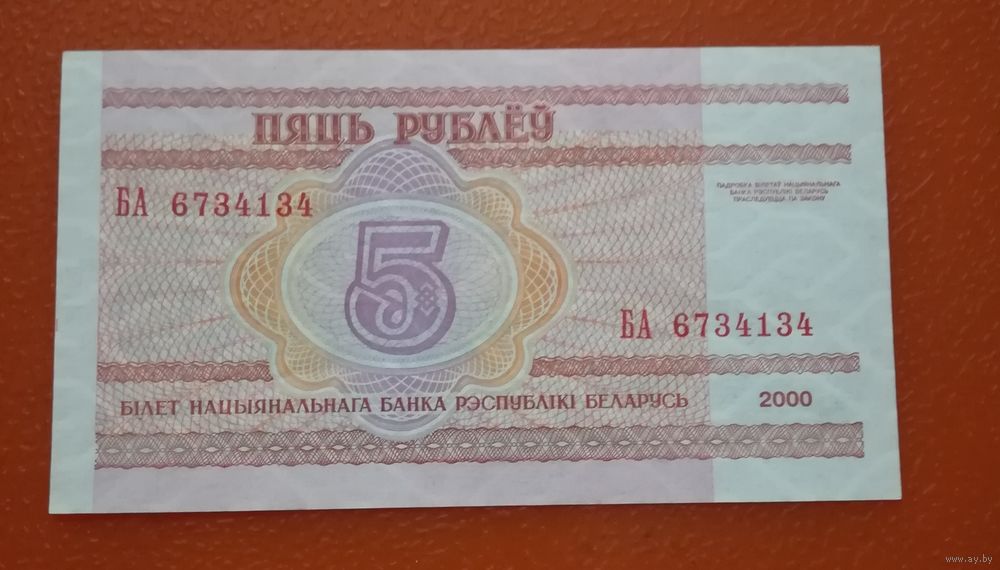 ПЯЦЬ РУБЛЁЎ
ПАДРОБКА БІЛЕТАЎ НАЦЫЯНАЛЬНАГА
БАНКА РЭСПУБЛІКІ БЕЛАРУСЬ
ПРАСЛЕДУЕЦЦА ПА ЗАКОНУ
БА 6734134
5
БА 6734134
БІЛЕТ НАЦЫЯНАЛЬНАГА БАНКА РЭСПУБЛІКІ БЕЛАРУСЬ
2000
www.ay.by